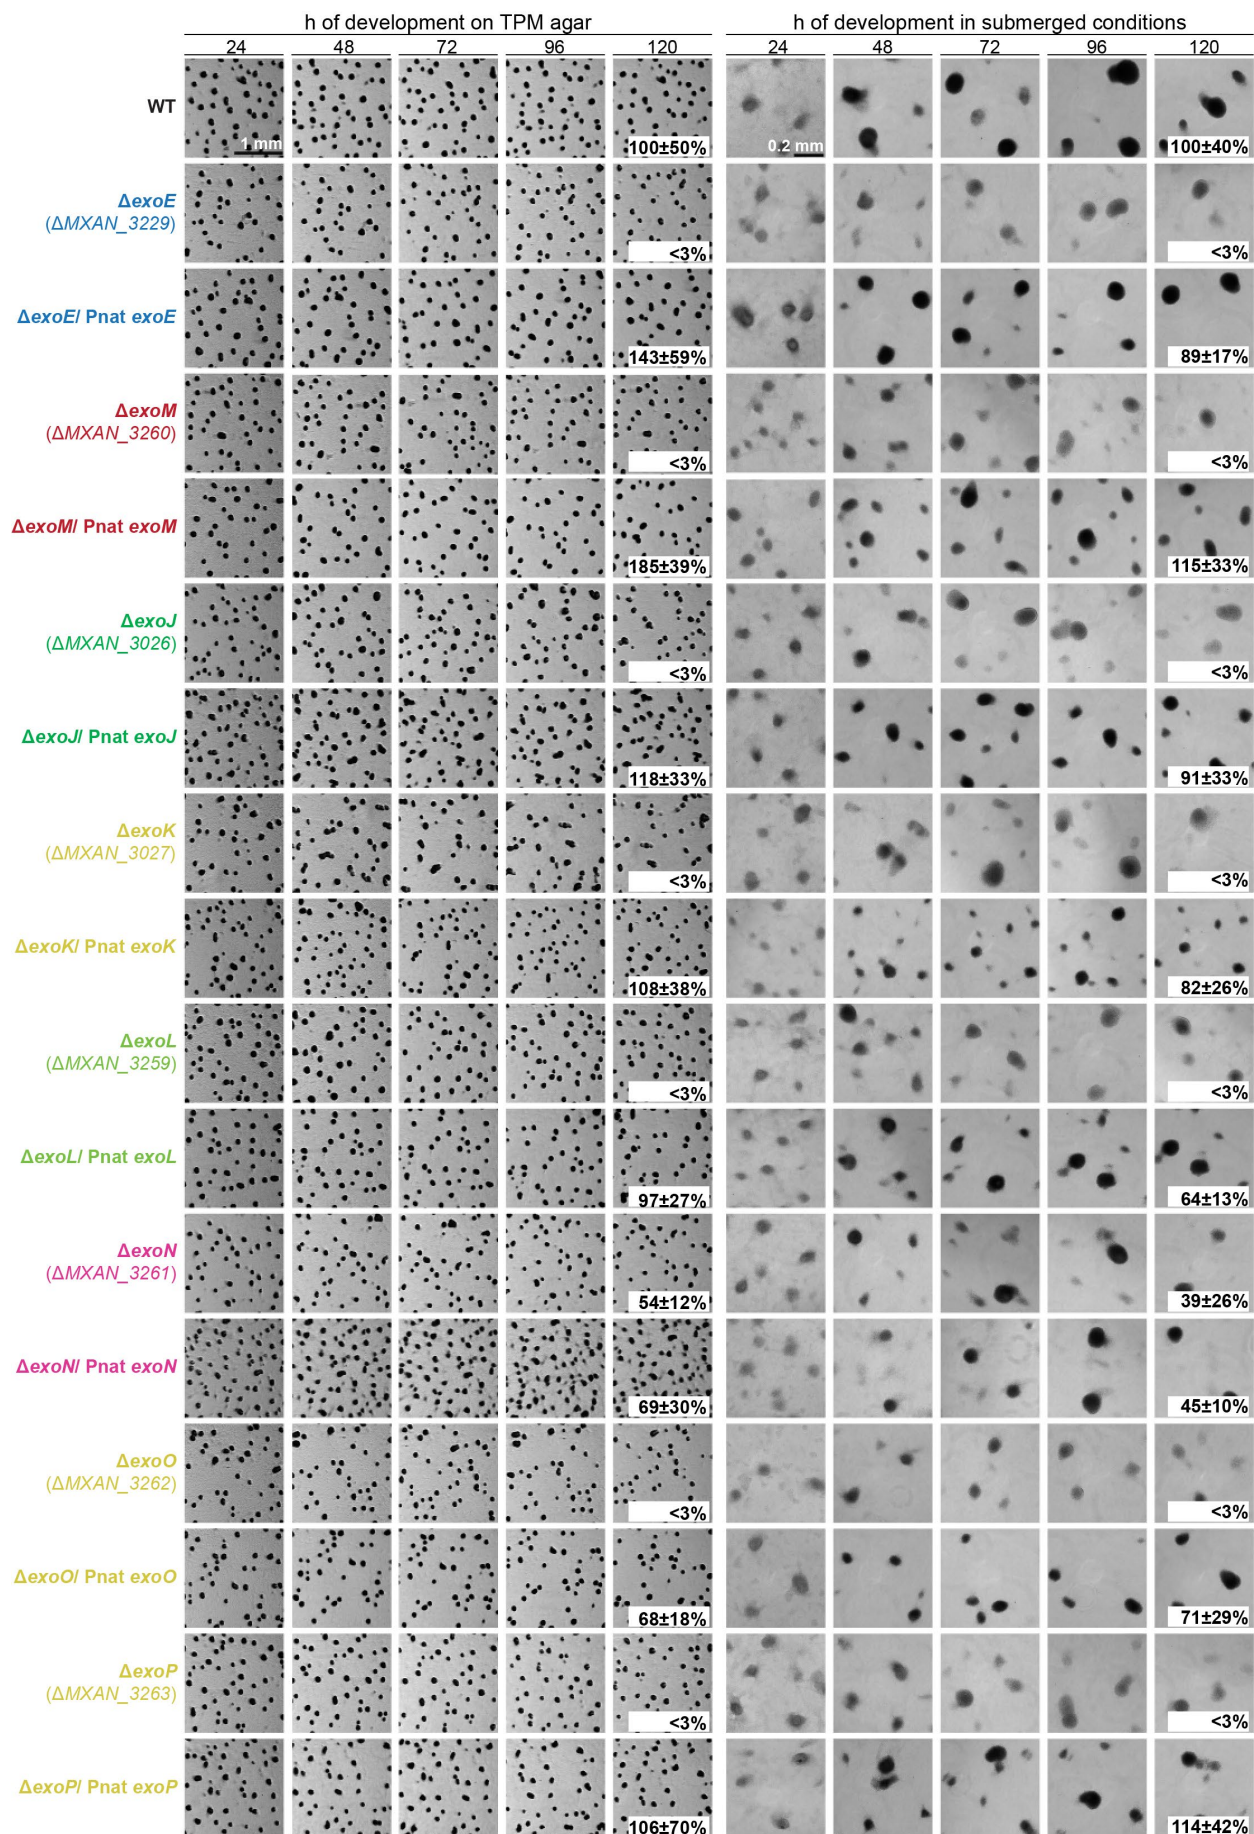 h of development on TPM agar
h of development in submerged conditions
24 48 72 96 120 24 48 72 96 120
WT
1 mm
100±50%
0.2 mm
100±40%
ΔexoE
(ΔMXAN_3229)
<3%
<3%
ΔexoE/ Pnat exoE
143±59%
89±17%
ΔexoM
(ΔMXAN_3260)
<3%
<3%
ΔexoM/ Pnat exoM
185±39%
115±33%
ΔexoJ
(ΔMXAN_3026)
<3%
<3%
ΔexoJ/ Pnat exoJ
118±33%
91±33%
ΔexoK
(ΔMXAN_3027)
<3%
<3%
ΔexoK/ Pnat exoK
108±38%
82±26%
ΔexoL
(ΔMXAN_3259)
<3%
<3%
ΔexoL/ Pnat exoL
97±27%
64±13%
ΔexoN
(ΔMXAN_3261)
54±12%
39±26%
ΔexoN/ Pnat exoN
69±30%
45±10%
ΔexoO
(ΔMXAN_3262)
<3%
<3%
ΔexoO/ Pnat exoO
68±18%
71±29%
ΔexoP
(ΔMXAN_3263)
<3%
<3%
ΔexoP/ Pnat exoP
106±70%
114±42%